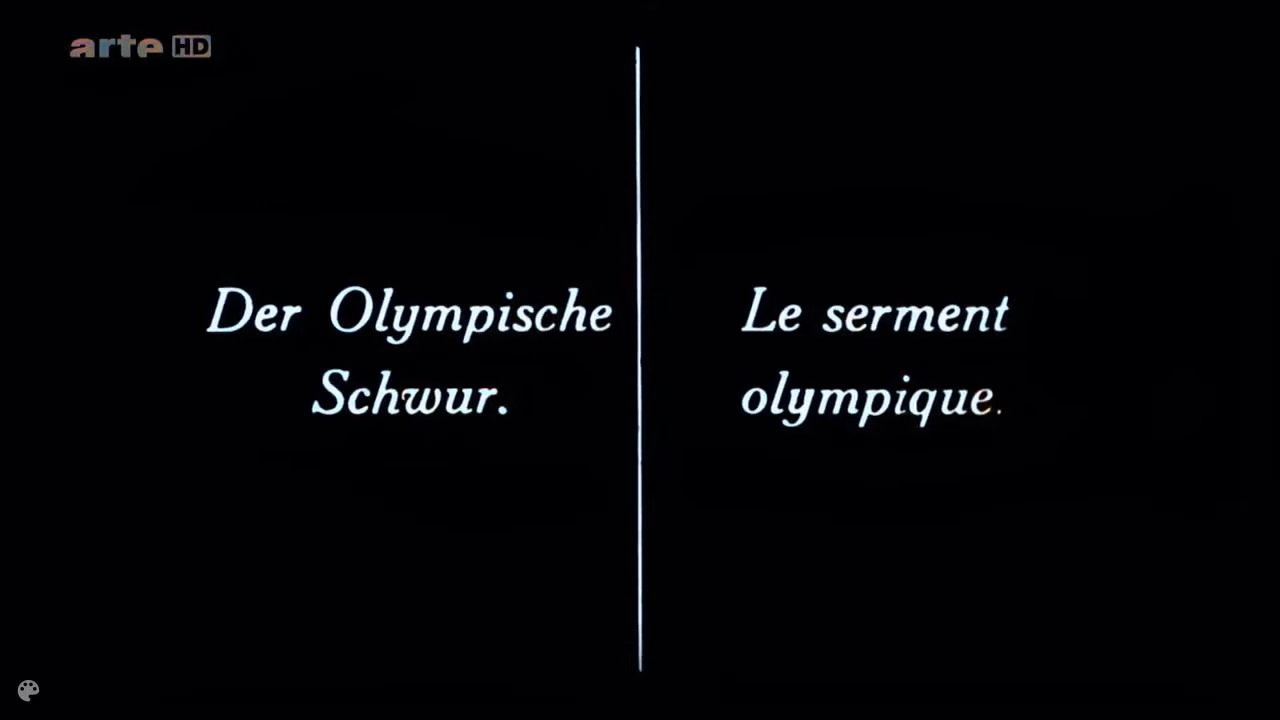 arte HD
Der Olympische
Schwur.
Le serment
olympique.